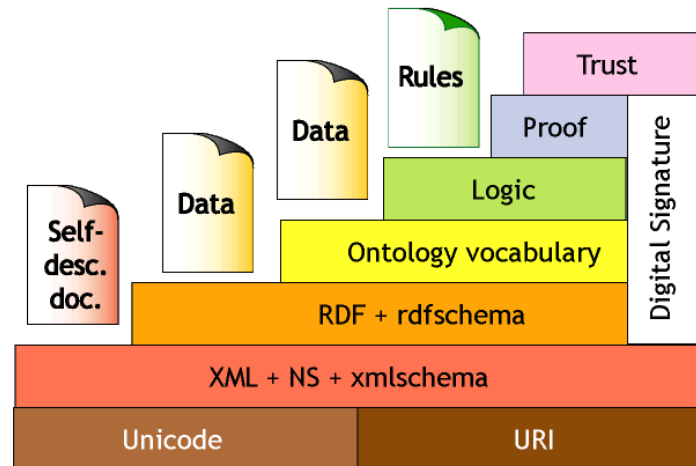 Trust
Rules
Proof
Data
Logic
Data
Digital Signature
Self-
desc.
doc.
Ontology vocabulary
RDF + rdfschema
XML + NS + xmlschema
Unicode
URI